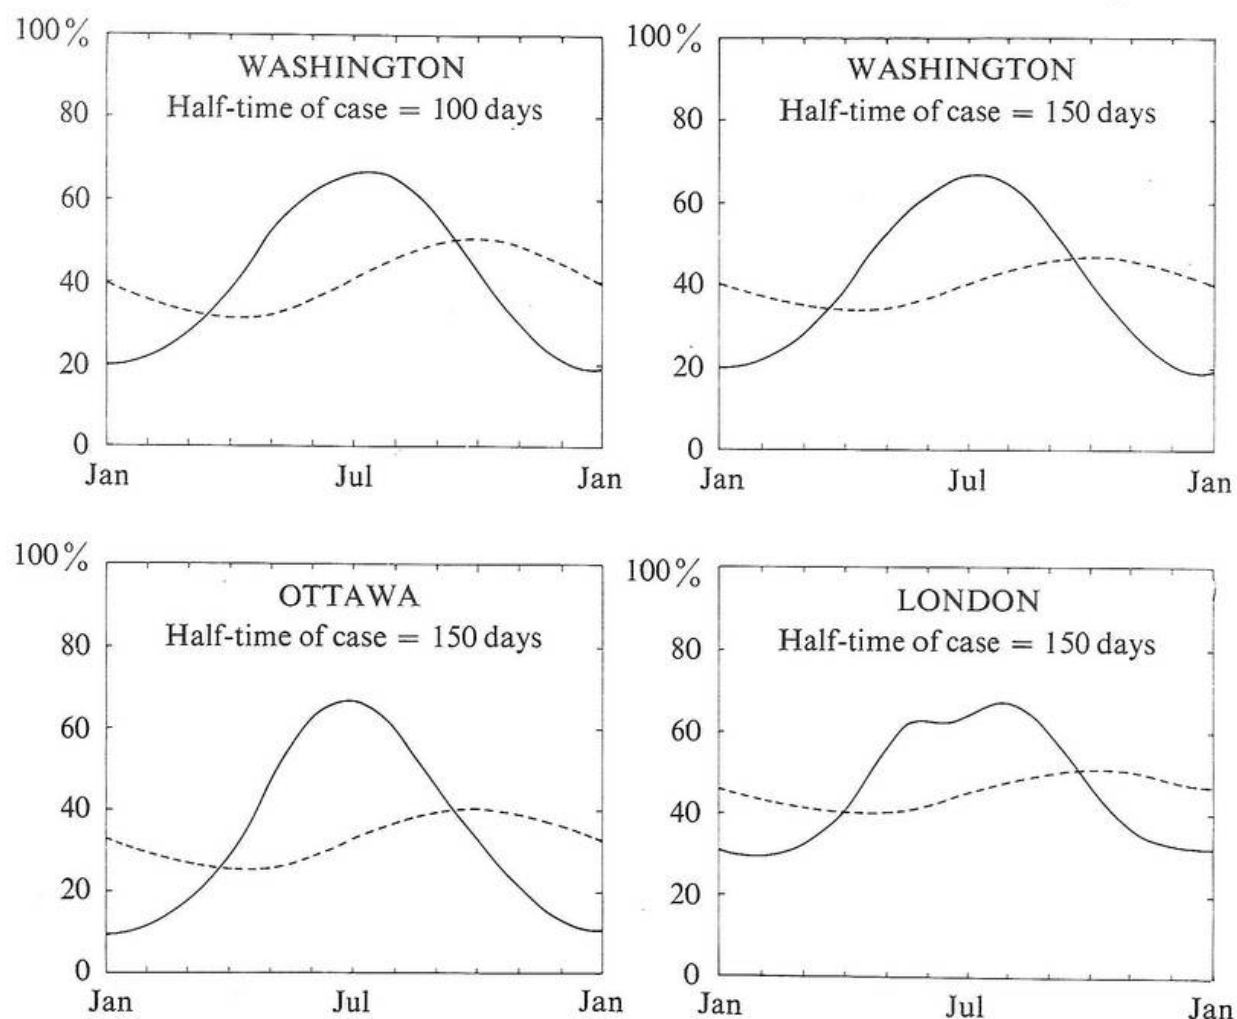 100%
WASHINGTON
Half-time of case = 100 days
80
60
40
20
0
Jan Jul Jan
100%
WASHINGTON
Half-time of case = 150 days
80
60
40
20
0
Jan Jul Jan
100%
OTTAWA
Half-time of case = 150 days
80
60
40
20
0
Jan Jul Jan
100%
LONDON
Half-time of case = 150 days
80
60
40
20
0
Jan Jul Jan